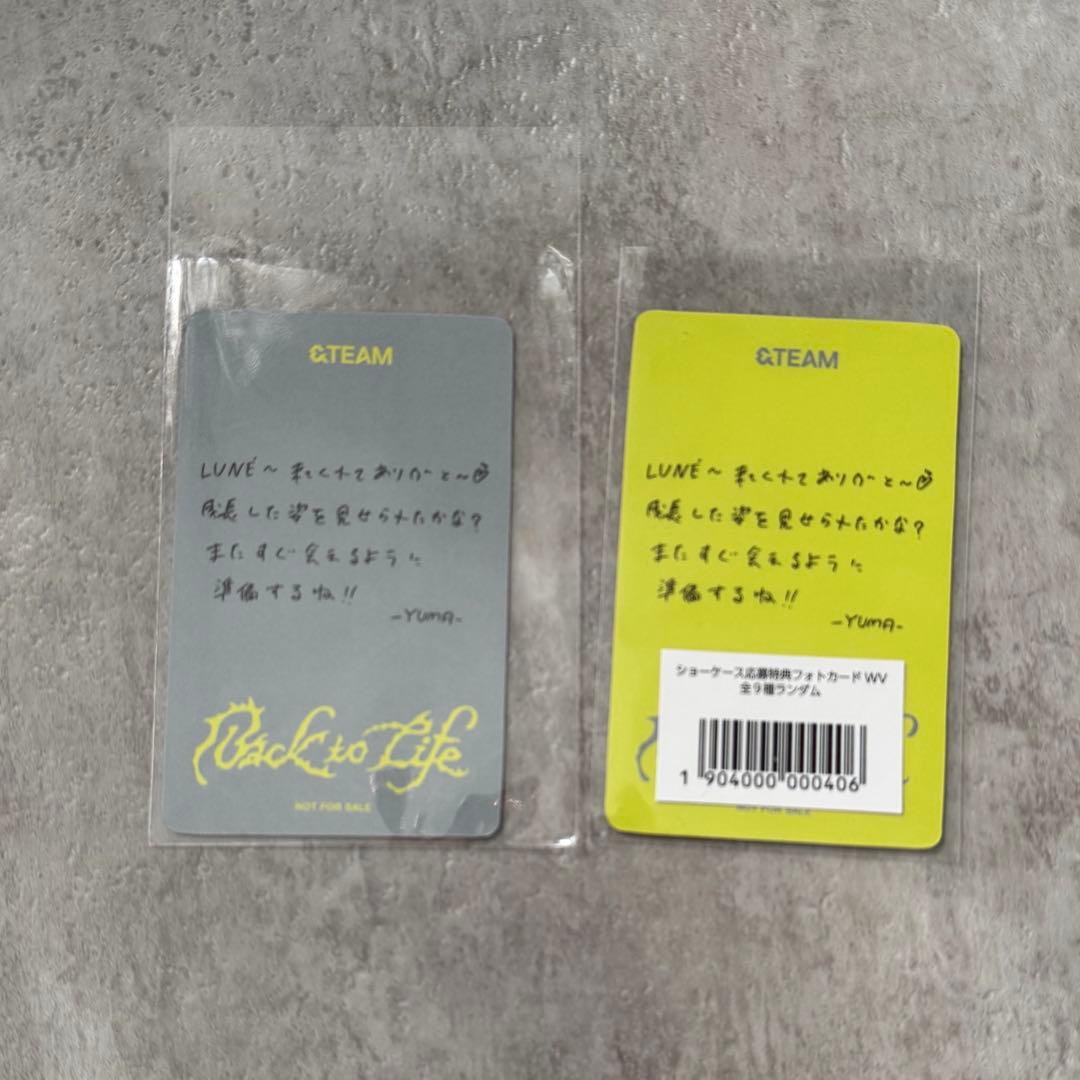 &TEAM
LUNÉ～ 来てくれてありがと～
成長した姿を見せられたかな?
またすぐ会えるように
準備するね!!
-YUMA-
Back to Life
NOT FOR SALE
&TEAM
LUNÉ～ 来てくれてありがと～
成長した姿を見せられたかな?
またすぐ会えるように
準備するね!!
-YUMA-
ショーケース応募特典フォトカード WV
全9種ランダム
1 904000 000406
NOT FOR SALE